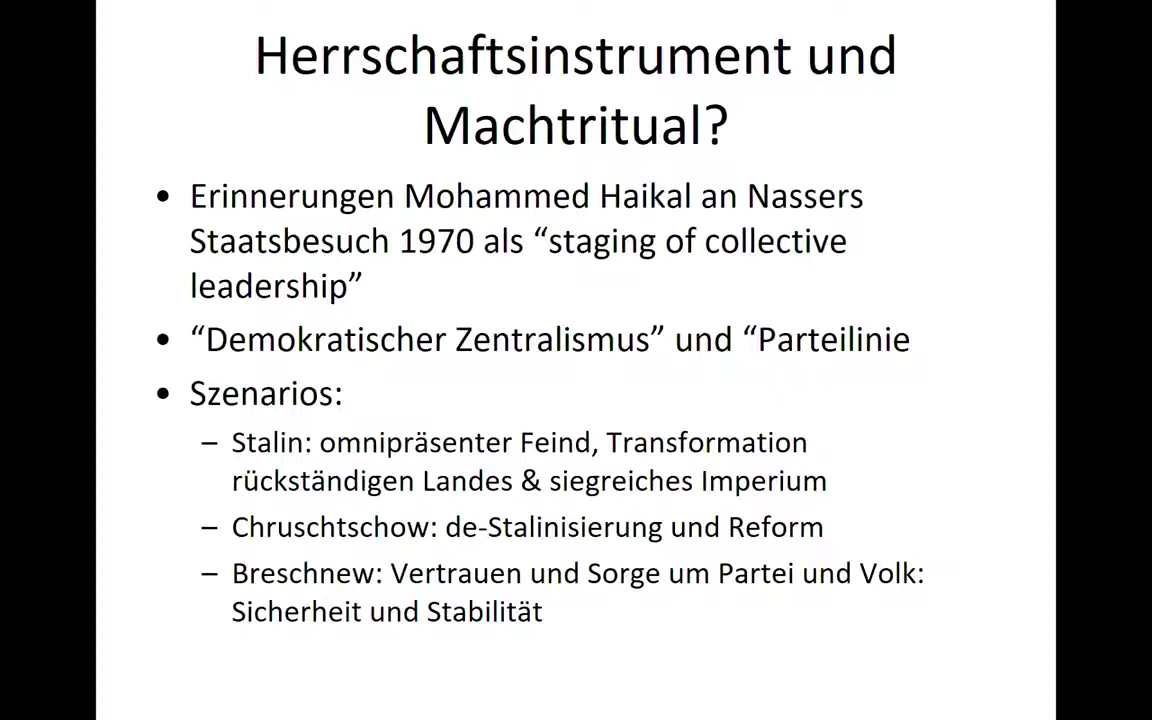 Herrschaftsinstrument und
Machtritual?
• Erinnerungen Mohammed Haikal an Nassers
Staatsbesuch 1970 als “staging of collective
leadership”
• “Demokratischer Zentralismus” und “Parteilinie
• Szenarios:
– Stalin: omnipräsenter Feind, Transformation
rückständigen Landes & siegreiches Imperium
– Chruschtschow: de-Stalinisierung und Reform
– Breschnew: Vertrauen und Sorge um Partei und Volk:
Sicherheit und Stabilität